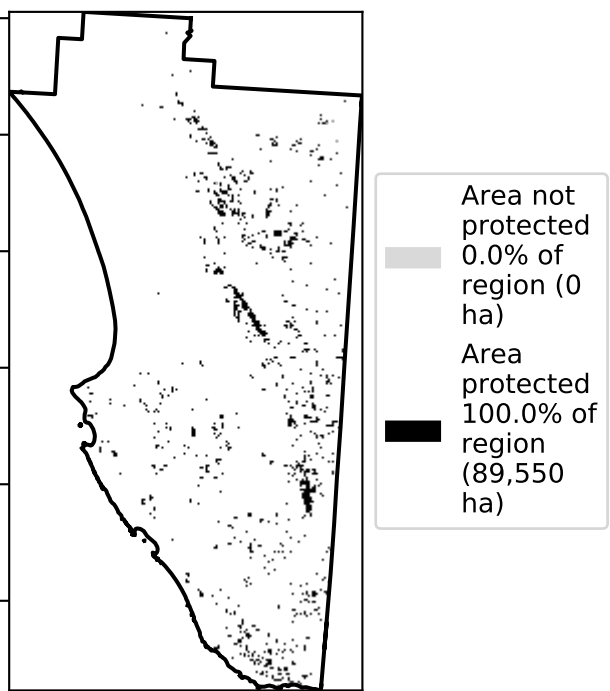 Area not
protected
0.0% of
region (0
ha)
Area
protected
100.0% of
region
(89,550
ha)